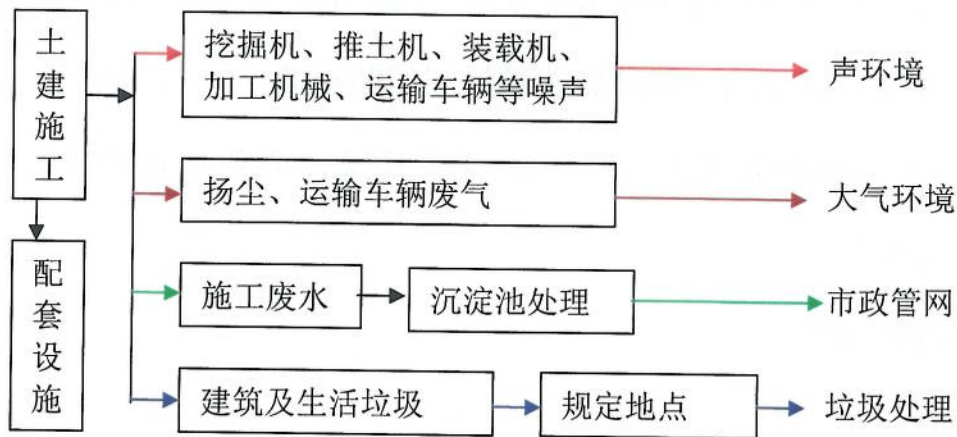 土建施工
挖掘机、推土机、装载机、
加工机械、运输车辆等噪声
声环境
扬尘、运输车辆废气
大气环境
配套设施
施工废水
沉淀池处理
市政管网
建筑及生活垃圾
规定地点
垃圾处理